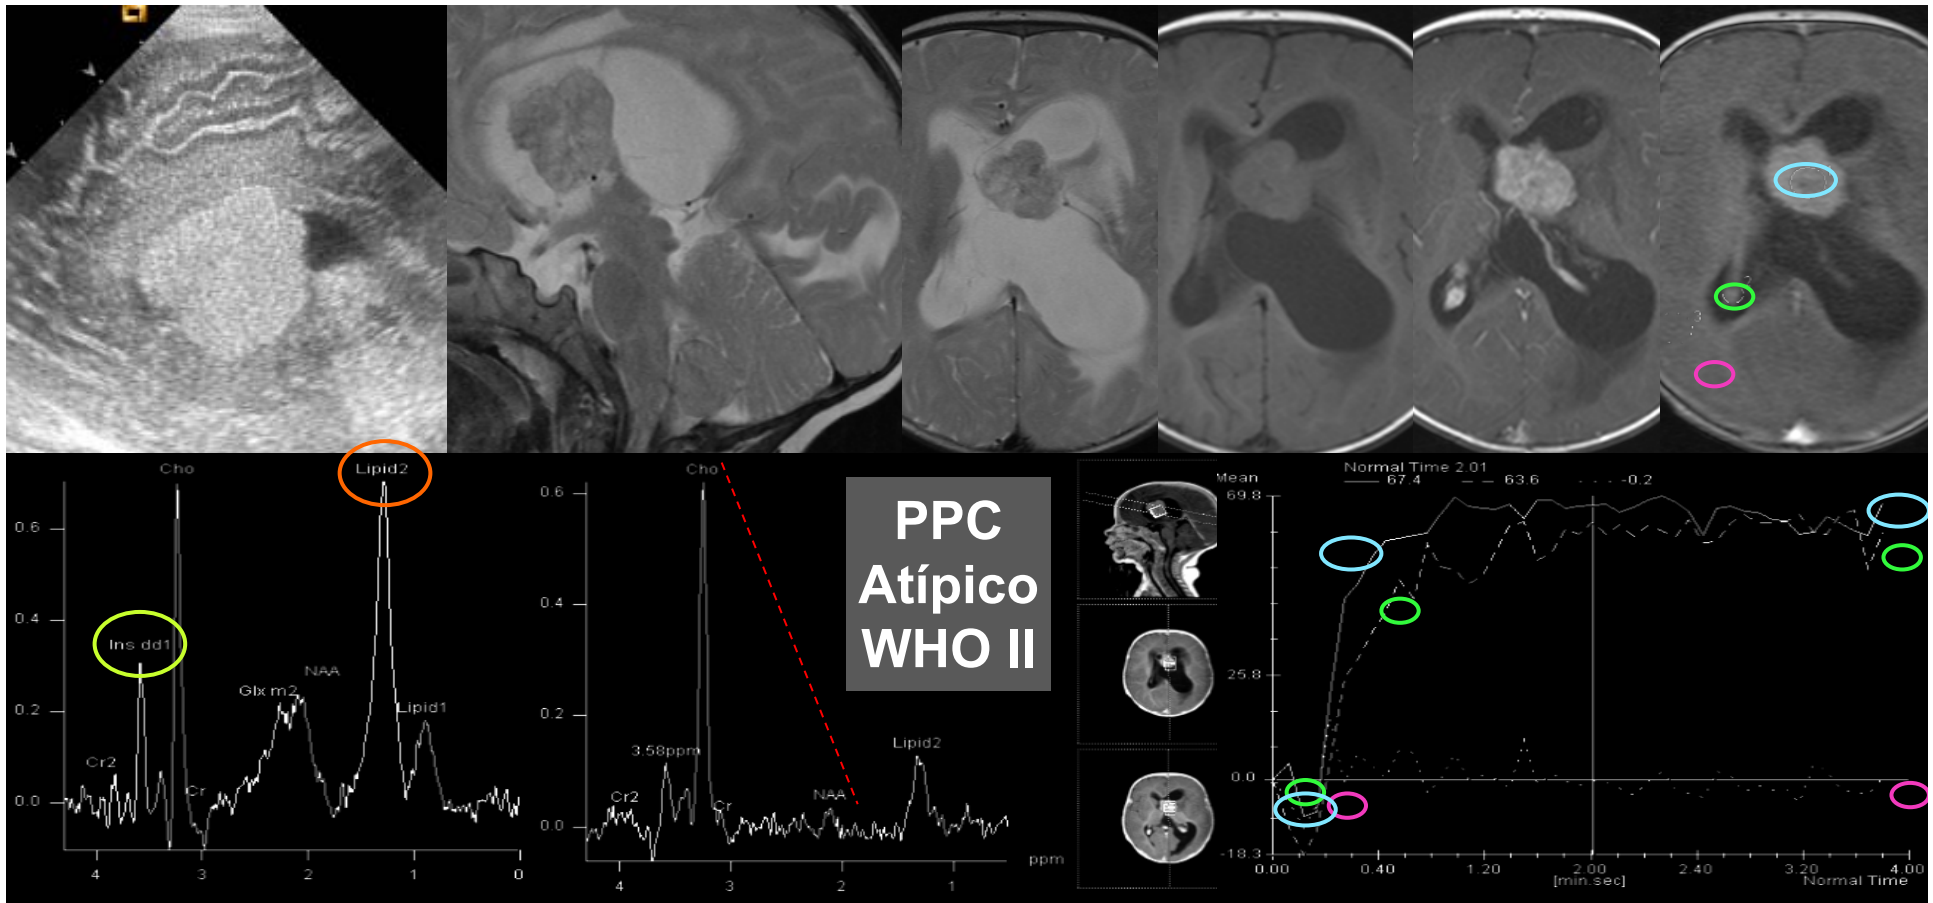 Cho
Lipid2
0.6
0.4
Ins dd1
NAA
Glx m2
Lipid1
0.2
Cr2
Cr
0.0
4
3
2
1
0
Cho
0.6
0.4
0.2
3.58ppm
Lipid2
Cr2
Cr
NAA
0.0
ppm
4
3
2
1
PPC
Atípico
WHO II
Normal Time 2.01
Mean
67.4
63.6
-0.2
69.8
25.8
0.0
-18.3
0.00
0.40
1.20
2.00
2.40
3.20
4.00
[min.sec]
Normal Time
3